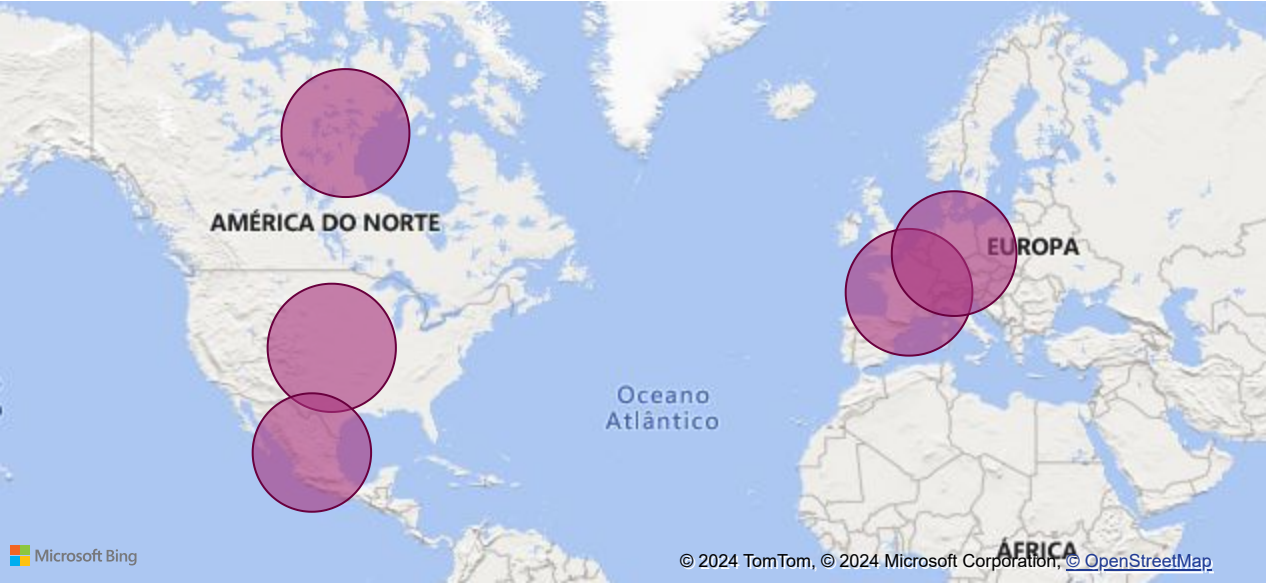 AMÉRICA DO NORTE
EUROPA
Oceano
Atlântico
ÁFRICA
Microsoft Bing
© 2024 TomTom, © 2024 Microsoft Corporation, © OpenStreetMap